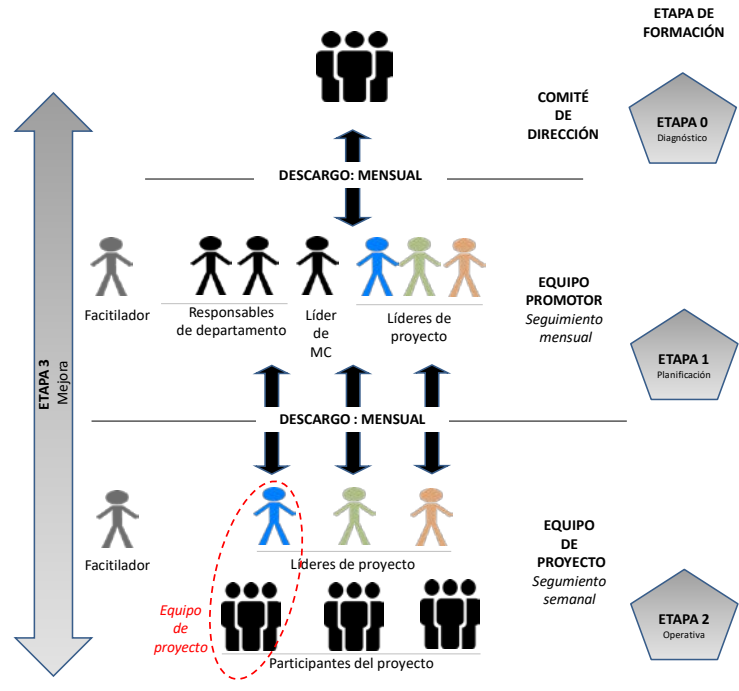 ETAPA DE
FORMACIÓN
COMITÉ
DE
DIRECCIÓN
ETAPA 0
Diagnóstico
DESCARGO: MENSUAL
Facitilador
Responsables
de departamento
Líder
de
MC
Líderes de
proyecto
EQUIPO
PROMOTOR
Seguimiento
mensual
ETAPA 1
Planificación
ETAPA 3
Mejora
DESCARGO : MENSUAL
Facitilador
Líderes de proyecto
EQUIPO
DE
PROYECTO
Segumiento
semanal
Equipo
de
proyecto
Participantes del proyecto
ETAPA 2
Operativa